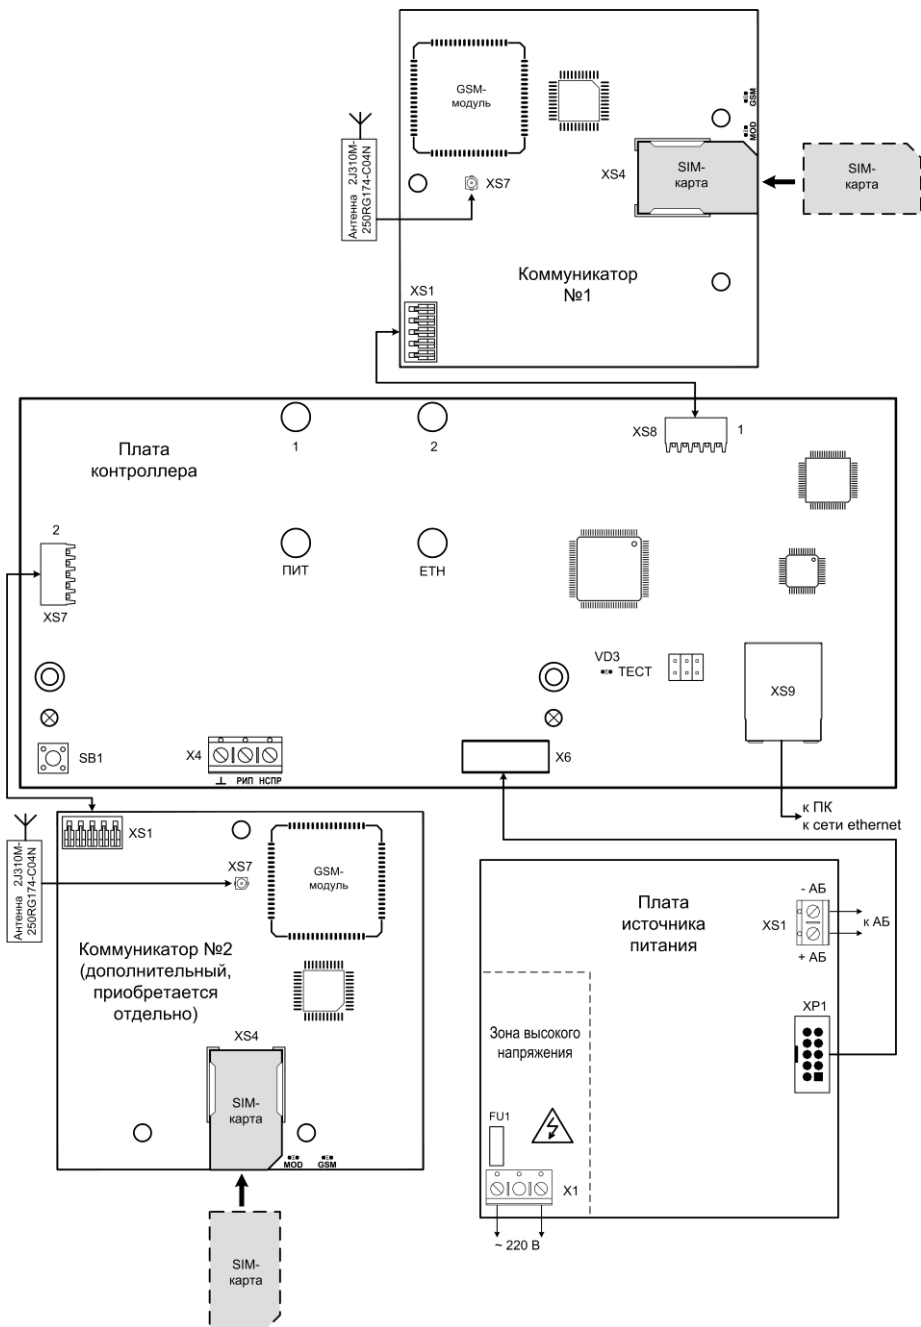 GSM-
модуль
GSM
MOD
XS4
SIM-
карта
SIM-
карта
Антенна 2J310M-
250RG174-C04N
XS7
Коммуникатор
№1
XS1
Плата
контроллера
1
2
XS8
1
2
XS7
ПИТ
ETH
VD3
ТЕСТ
XS9
SB1
X4
⊥ РИП НСПР
X6
к ПК
к сети ethernet
Антенна 2J310M-
250RG174-C04N
XS1
XS7
GSM-
модуль
Коммуникатор №2
(дополнительный,
приобретается
отдельно)
XS4
SIM-
карта
MOD
GSM
SIM-
карта
Плата
источника
питания
- АБ
XS1
к АБ
+ АБ
XP1
Зона высокого
напряжения
FU1
X1
~ 220 В